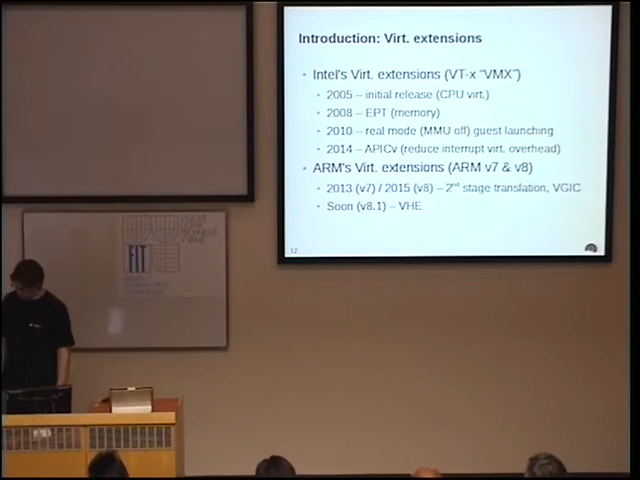 Introduction: Virt. extensions
Intel's Virt. extensions (VT-x "VMX")
2005 – initial release (CPU virt.)
2008 – EPT (memory)
2010 – real mode (MMU off) guest launching
2014 – APICv (reduce interrupt virt. overhead)
ARM's Virt. extensions (ARM v7 & v8)
2013 (v7) / 2015 (v8) – 2nd stage translation, VGIC
Soon (v8.1) – VHE
12
FIT